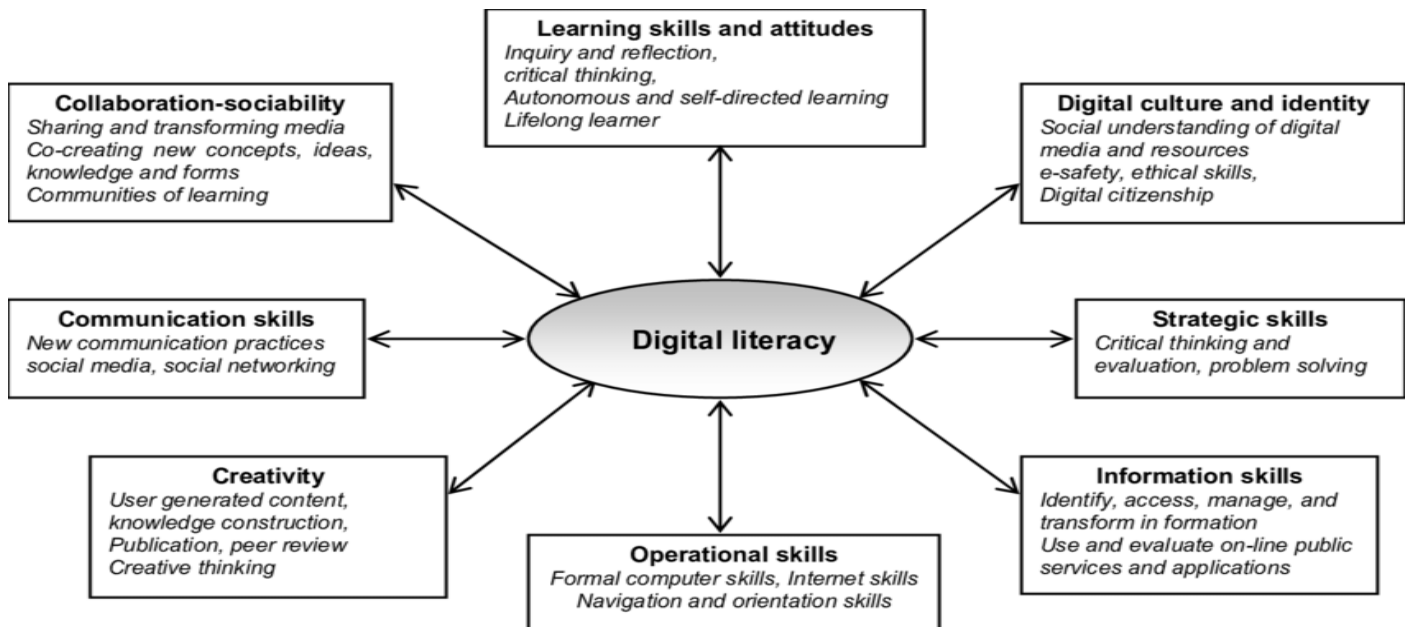 Learning skills and attitudes
Inquiry and reflection,
critical thinking,
Autonomous and self-directed learning
Lifelong learner
Collaboration-sociability
Sharing and transforming media
Co-creating new concepts, ideas,
knowledge and forms
Communities of learning
Digital culture and identity
Social understanding of digital
media and resources
e-safety, ethical skills,
Digital citizenship
Communication skills
New communication practices
social media, social networking
Digital literacy
Strategic skills
Critical thinking and
evaluation, problem solving
Creativity
User generated content,
knowledge construction,
Publication, peer review
Creative thinking
Operational skills
Formal computer skills, Internet skills
Navigation and orientation skills
Information skills
Identify, access, manage, and
transform in formation
Use and evaluate on-line public
services and applications